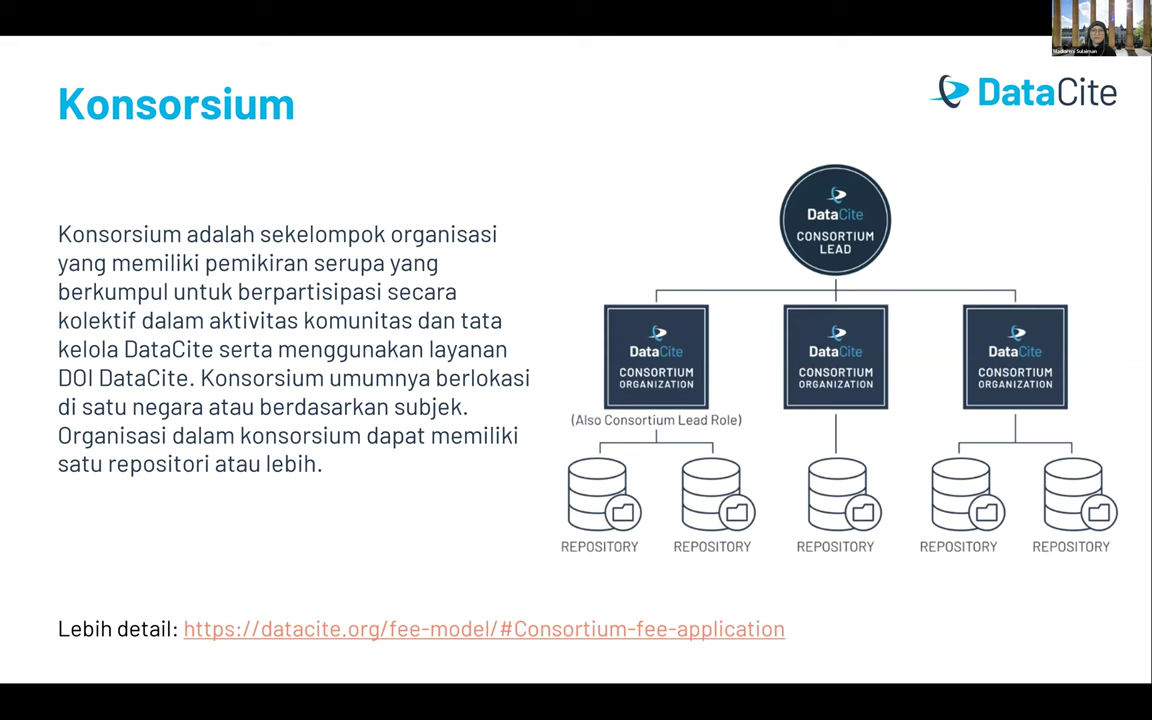 Konsorsium
DataCite
Konsorsium adalah sekelompok organisasi
yang memiliki pemikiran serupa yang
berkumpul untuk berpartisipasi secara
kolektif dalam aktivitas komunitas dan tata
kelola DataCite serta menggunakan layanan
DOI DataCite. Konsorsium umumnya berlokasi
di satu negara atau berdasarkan subjek.
Organisasi dalam konsorsium dapat memiliki
satu repositori atau lebih.
DataCite
CONSORTIUM
LEAD
DataCite
CONSORTIUM
ORGANIZATION
DataCite
CONSORTIUM
ORGANIZATION
DataCite
CONSORTIUM
ORGANIZATION
(Also Consortium Lead Role)
REPOSITORY
REPOSITORY
REPOSITORY
REPOSITORY
REPOSITORY
Lebih detail: https://datacite.org/fee-model/#Consortium-fee-application